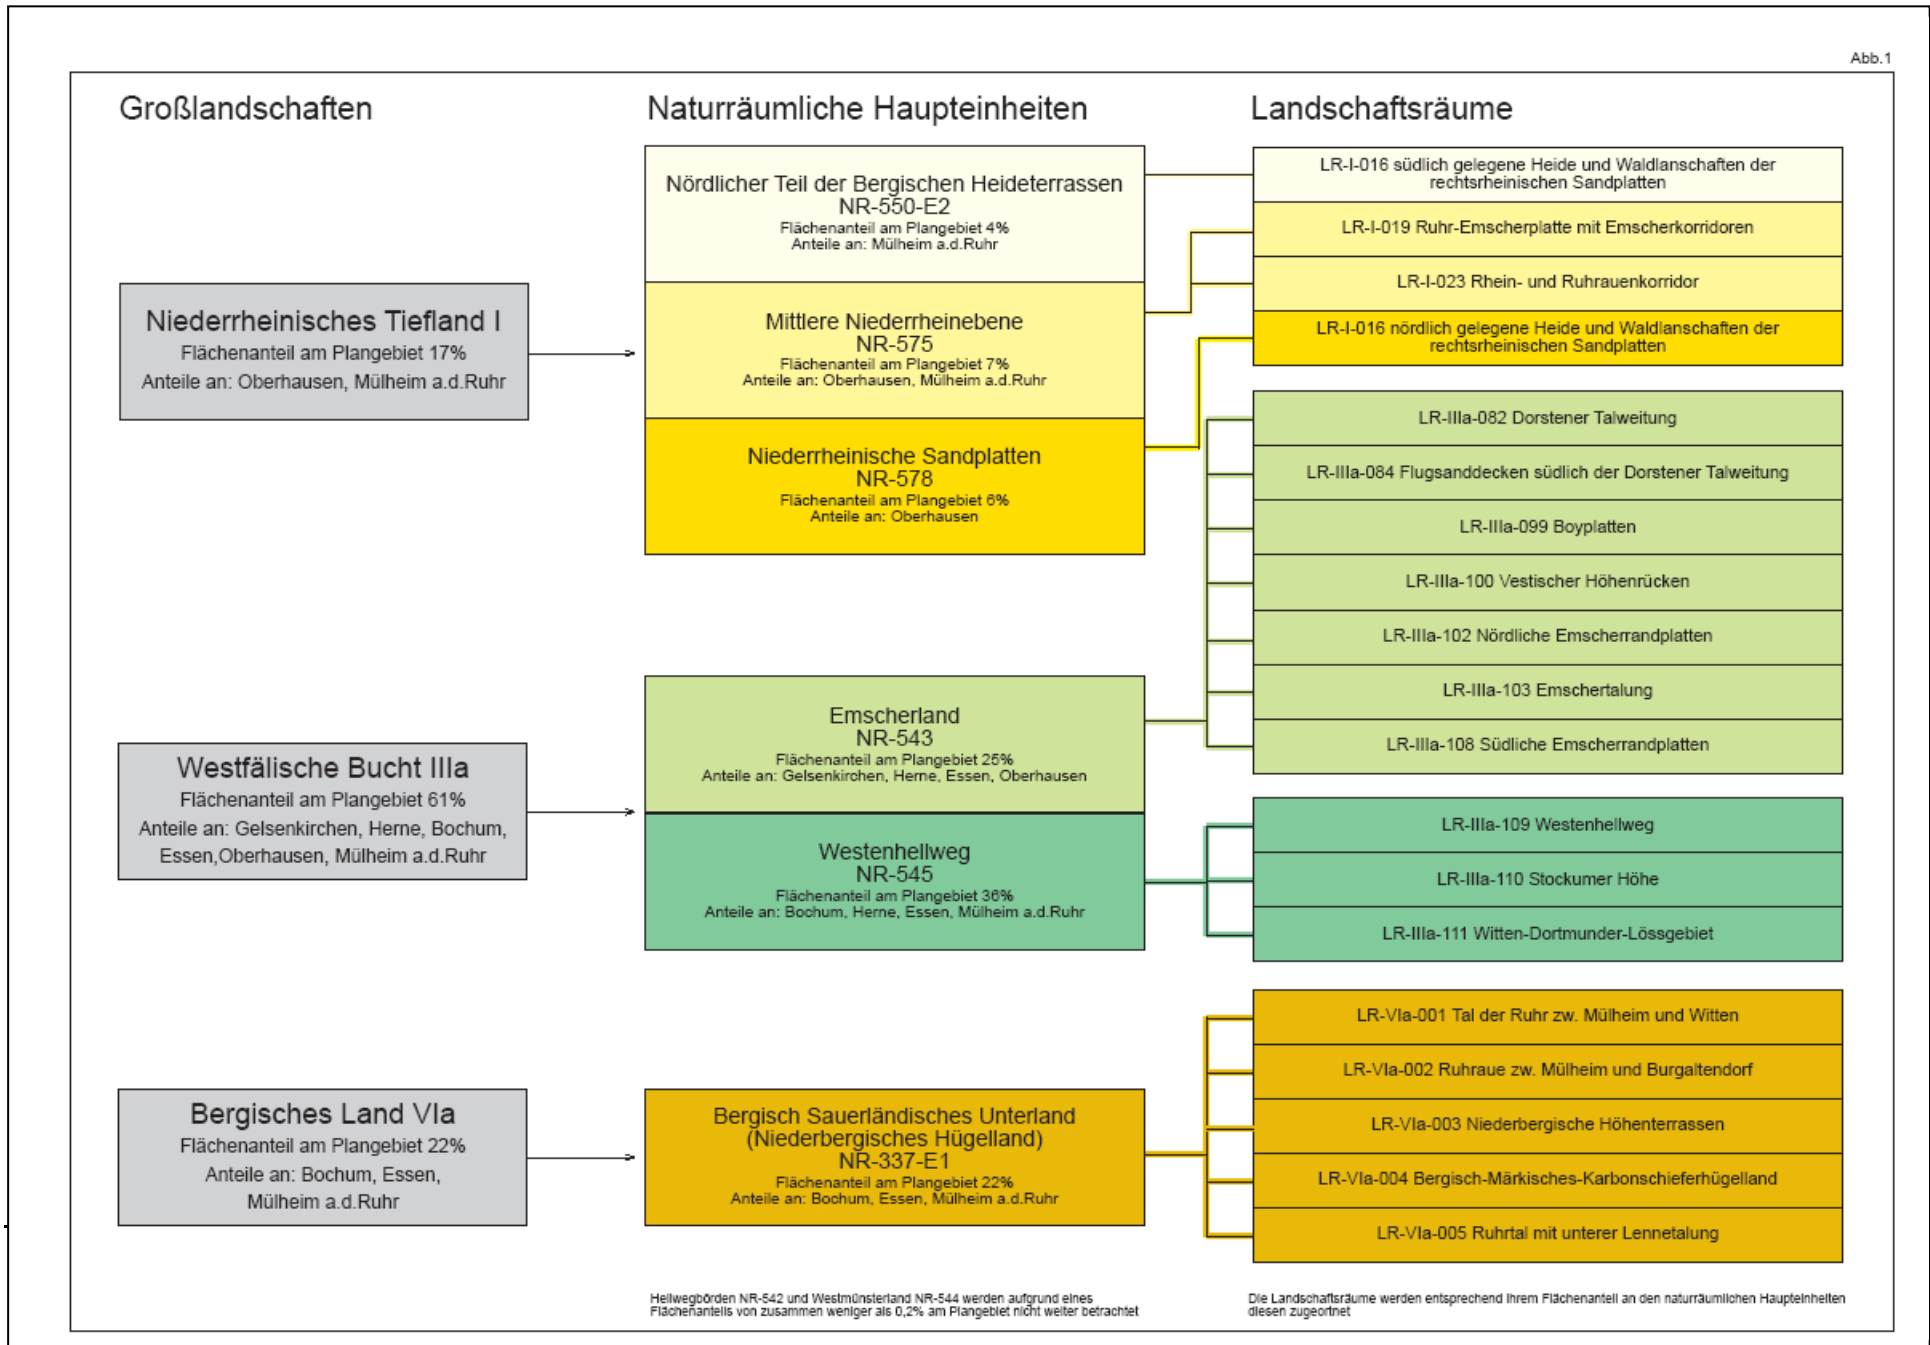 Abb.1
Großlandschaften
Naturräumliche Haupteinheiten
Landschaftsräume
Niederrheinisches Tiefland I
Flächenanteil am Plangebiet 17%
Anteile an: Oberhausen, Mülheim a.d.Ruhr
Nördlicher Teil der Bergischen Heideterrassen
NR-550-E2
Flächenanteil am Plangebiet 4%
Anteile an: Mülheim a.d.Ruhr
Mittlere Niederrheinebene
NR-575
Flächenanteil am Plangebiet 7%
Anteile an: Oberhausen, Mülheim a.d.Ruhr
Niederrheinische Sandplatten
NR-578
Flächenanteil am Plangebiet 6%
Anteile an: Oberhausen
LR-I-016 südlich gelegene Heide und Waldlanschaften der
rechtsrheinischen Sandplatten
LR-I-019 Ruhr-Emscherplatte mit Emscherkorridoren
LR-I-023 Rhein- und Ruhrauenkorridor
LR-I-016 nördlich gelegene Heide und Waldlanschaften der
rechtsrheinischen Sandplatten
Westfälische Bucht IIIa
Flächenanteil am Plangebiet 61%
Anteile an: Gelsenkirchen, Herne, Bochum,
Essen,Oberhausen, Mülheim a.d.Ruhr
Emscherland
NR-543
Flächenanteil am Plangebiet 25%
Anteile an: Gelsenkirchen, Herne, Essen, Oberhausen
Westenhellweg
NR-545
Flächenanteil am Plangebiet 36%
Anteile an: Bochum, Herne, Essen, Mülheim a.d.Ruhr
LR-IIIa-082 Dorstener Talweitung
LR-IIIa-084 Flugsanddecken südlich der Dorstener Talweitung
LR-IIIa-099 Boyplatten
LR-IIIa-100 Vestischer Höhenrücken
LR-IIIa-102 Nördliche Emscherrandplatten
LR-IIIa-103 Emschertalung
LR-IIIa-108 Südliche Emscherrandplatten
LR-IIIa-109 Westenhellweg
LR-IIIa-110 Stockumer Höhe
LR-IIIa-111 Witten-Dortmunder-Lössgebiet
Bergisches Land VIa
Flächenanteil am Plangebiet 22%
Anteile an: Bochum, Essen,
Mülheim a.d.Ruhr
Bergisch Sauerländisches Unterland
(Niederbergisches Hügelland)
NR-337-E1
Flächenanteil am Plangebiet 22%
Anteile an: Bochum, Essen, Mülheim a.d.Ruhr
LR-VIa-001 Tal der Ruhr zw. Mülheim und Witten
LR-VIa-002 Ruhraue zw. Mülheim und Burgaltendorf
LR-VIa-003 Niederbergische Höhenterrassen
LR-VIa-004 Bergisch-Märkisches-Karbonschieferhügelland
LR-VIa-005 Ruhrtal mit unterer Lennetalung
Hellwegbörden NR-542 und Westmünsterland NR-544 werden aufgrund eines
Flächenanteils von zusammen weniger als 0,2% am Plangebiet nicht weiter betrachtet
Die Landschaftsräume werden entsprechend ihrem Flächenanteil an den naturräumlichen Haupteinheiten
diesen zugeortnet